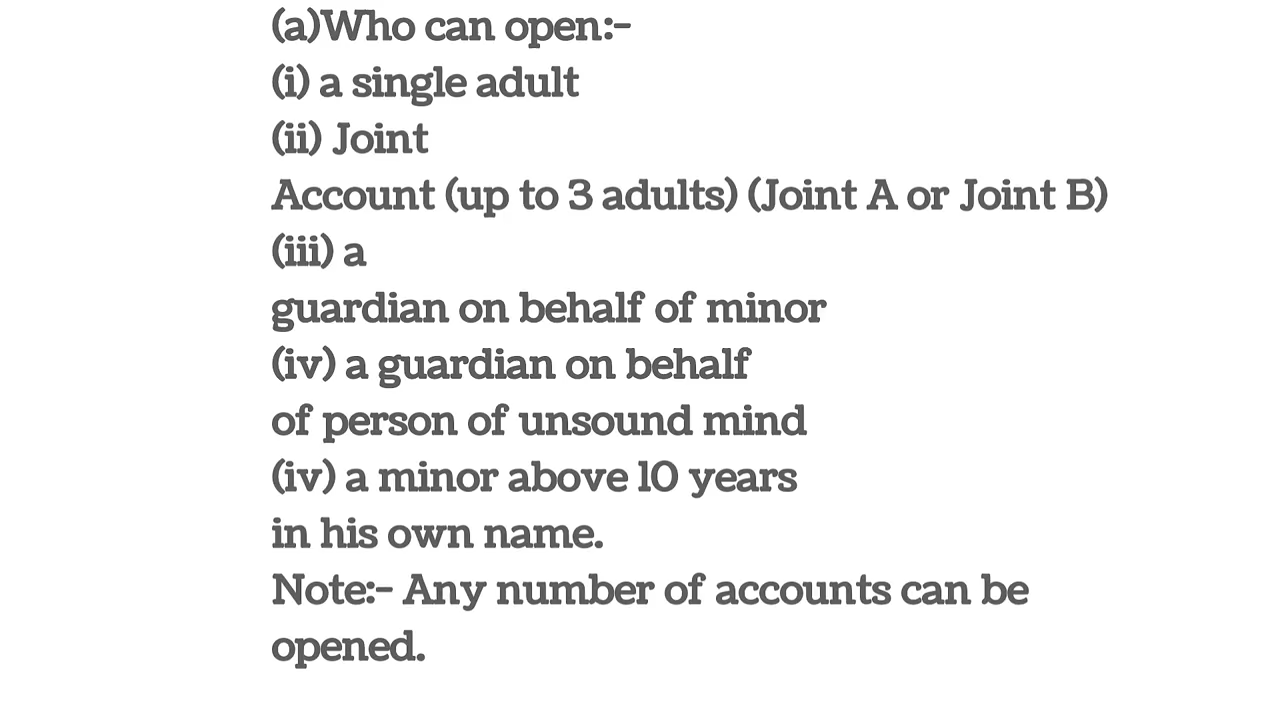 (a)Who can open:-
(i) a single adult
(ii) Joint
Account (up to 3 adults) (Joint A or Joint B)
(iii) a
guardian on behalf of minor
(iv) a guardian on behalf
of person of unsound mind
(iv) a minor above 10 years
in his own name.
Note:- Any number of accounts can be
opened.